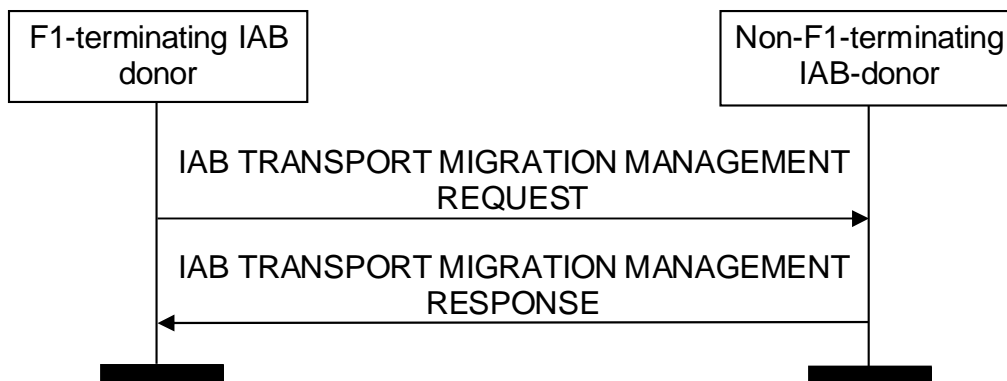 F1-terminating IAB
donor
Non-F1-terminating
IAB-donor
IAB TRANSPORT MIGRATION MANAGEMENT
REQUEST
IAB TRANSPORT MIGRATION MANAGEMENT
RESPONSE